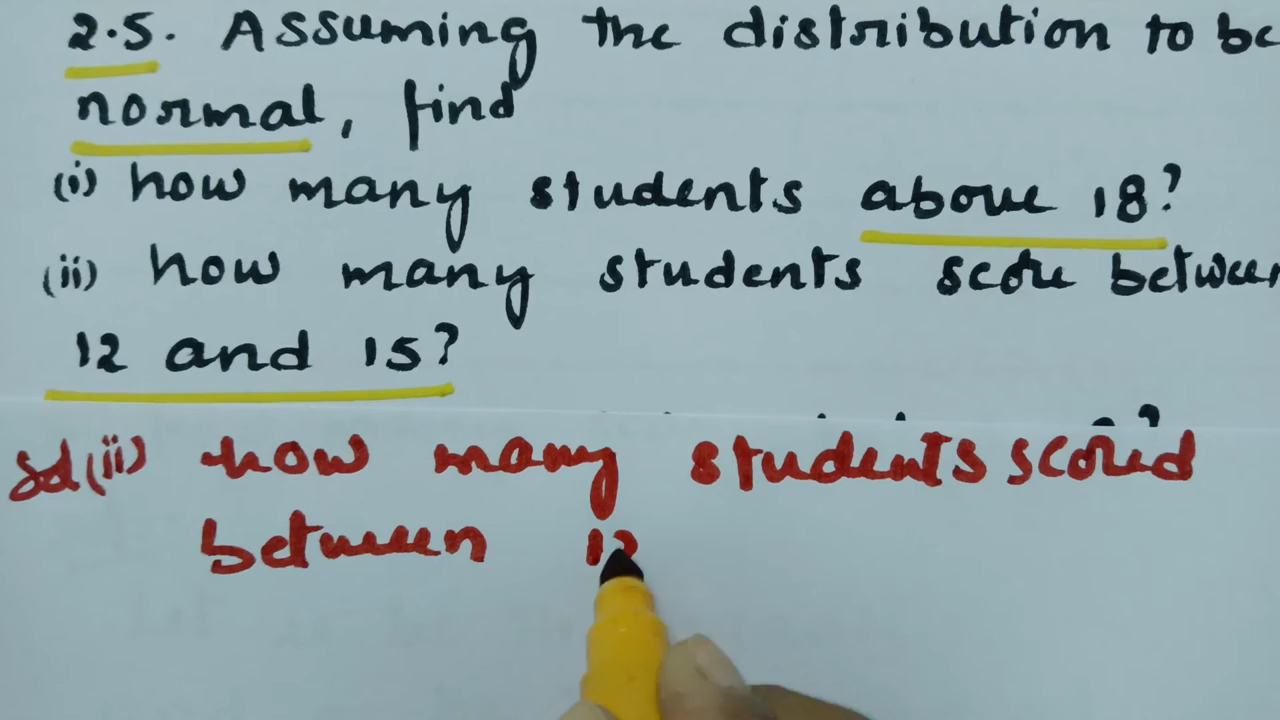 2.5. Assuming the distribution to be
normal, find
(i) how many students above 18?
(ii) how many students score between
12 and 15?
Sol (ii) how many students scored
between 12